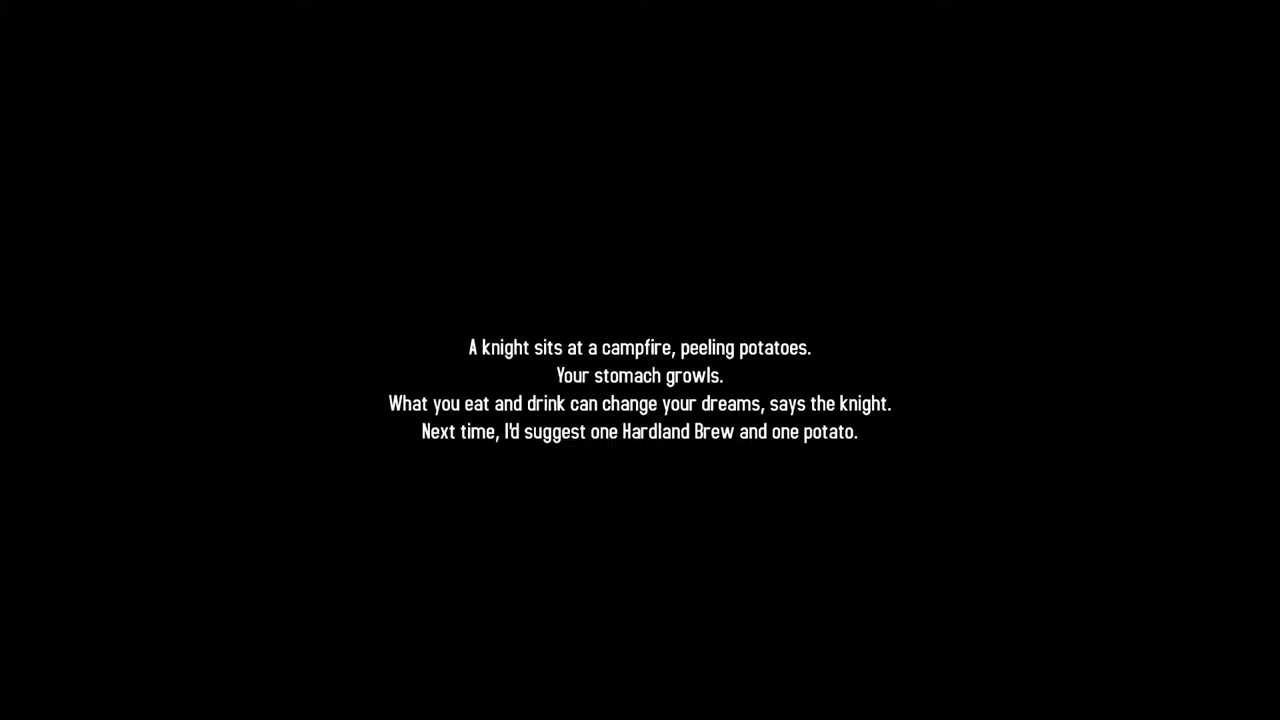 A knight sits at a campfire, peeling potatoes.
Your stomach growls.
What you eat and drink can change your dreams, says the knight.
Next time, I'd suggest one Hardland Brew and one potato.